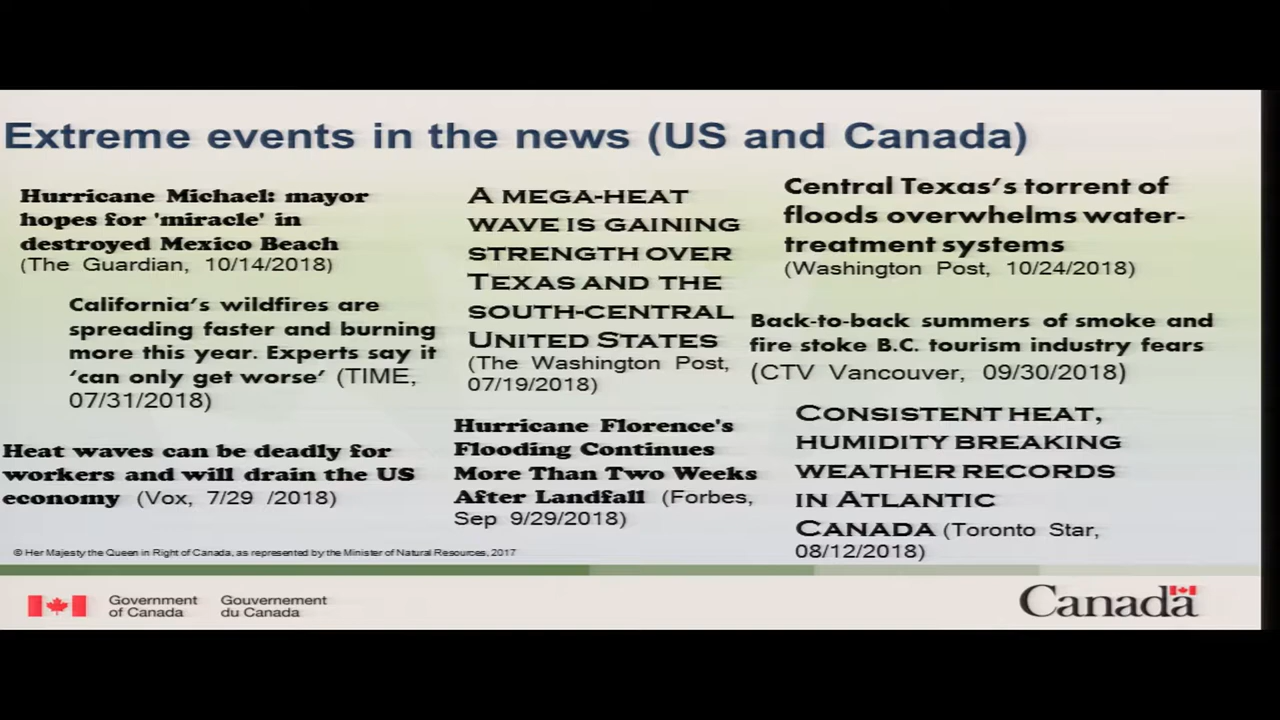 Extreme events in the news (US and Canada)
Hurricane Michael: mayor
hopes for 'miracle' in
destroyed Mexico Beach
(The Guardian, 10/14/2018)
California's wildfires are
spreading faster and burning
more this year. Experts say it
'can only get worse' (TIME,
07/31/2018)
Heat waves can be deadly for
workers and will drain the US
economy (Vox, 7/29 /2018)
A MEGA-HEAT
WAVE IS GAINING
STRENGTH OVER
TEXAS AND THE
SOUTH-CENTRAL
UNITED STATES
(The Washington Post,
07/19/2018)
Hurricane Florence's
Flooding Continues
More Than Two Weeks
After Landfall (Forbes,
Sep 9/29/2018)
Central Texas's torrent of
floods overwhelms water-
treatment systems
(Washington Post, 10/24/2018)
Back-to-back summers of smoke and
fire stoke B.C. tourism industry fears
(CTV Vancouver, 09/30/2018)
CONSISTENT HEAT,
HUMIDITY BREAKING
WEATHER RECORDS
IN ATLANTIC
CANADA (Toronto Star,
08/12/2018)
© Her Majesty the Queen in Right of Canada, as represented by the Minister of Natural Resources, 2017
Government Gouvernement
of Canada du Canada
Canada